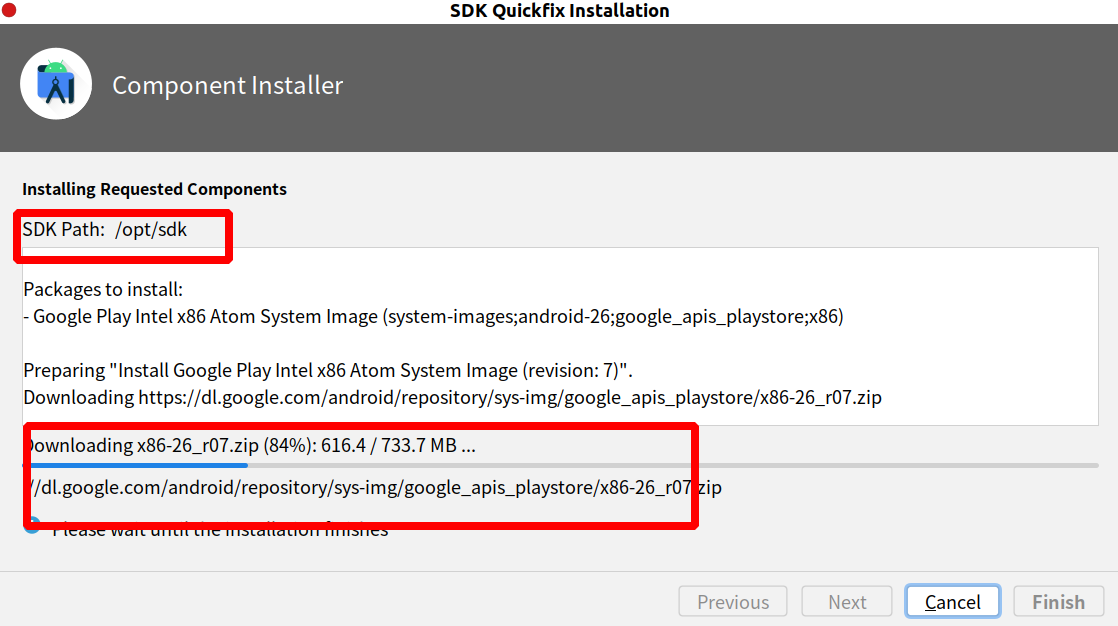 SDK Quickfix Installation
Component Installer
Installing Requested Components
SDK Path: /opt/sdk
Packages to install:
- Google Play Intel x86 Atom System Image (system-images;android-26;google_apis_playstore;x86)
Preparing "Install Google Play Intel x86 Atom System Image (revision: 7)".
Downloading https://dl.google.com/android/repository/sys-img/google_apis_playstore/x86-26_r07.zip
Downloading x86-26_r07.zip (84%): 616.4 / 733.7 MB ...
//dl.google.com/android/repository/sys-img/google_apis_playstore/x86-26_r07.zip
Please wait until the installation finishes
Previous Next Cancel Finish